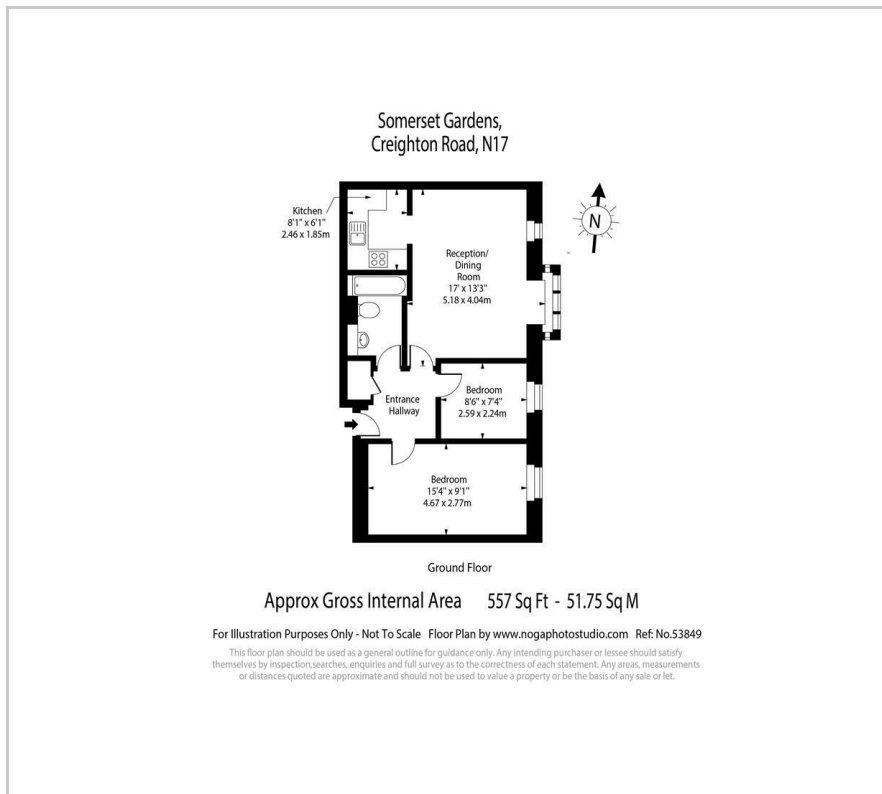 Somerset Gardens,
Creighton Road, N17
Kitchen
8'1" x 6'1"
2.46 x 1.85m
N
Reception/
Dining
Room
17' x 13'3"
5.18 x 4.04m
Bedroom
8'6" x 7'4"
2.59 x 2.24m
Entrance
Hallway
Bedroom
15'4" x 9'1"
4.67 x 2.77m
Ground Floor
Approx Gross Internal Area 557 Sq Ft - 51.75 Sq M
For Illustration Purposes Only - Not To Scale Floor Plan by www.nogaphotostudio.com Ref: No.53849
This floor plan should be used as a general outline for guidance only. Any intending purchaser or lessee should satisfy
themselves by inspection,searches, enquiries and full survey as to the correctness of each statement. Any areas, measurements
or distances quoted are approximate and should not be used to value a property or be the basis of any sale or let.